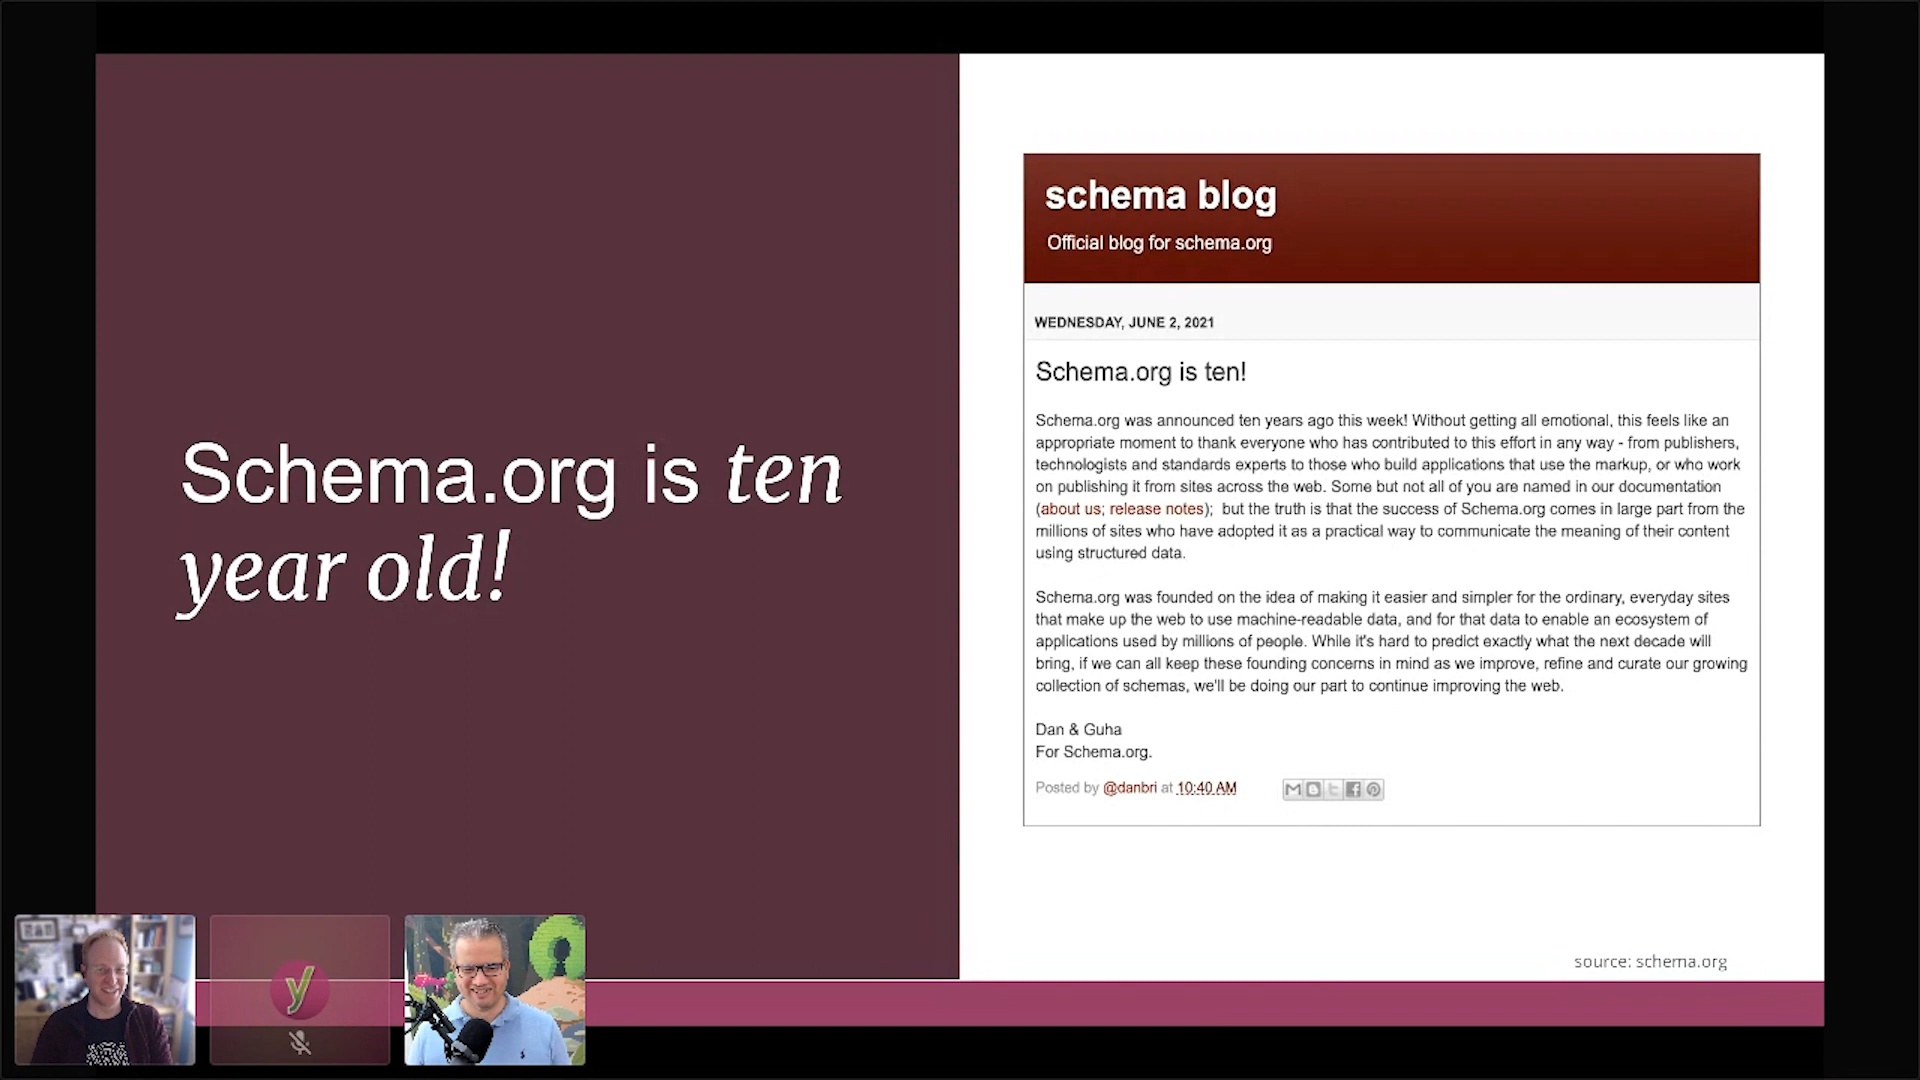 Schema.org is ten
year old!
schema blog
Official blog for schema.org
WEDNESDAY, JUNE 2, 2021
Schema.org is ten!
Schema.org was announced ten years ago this week! Without getting all emotional, this feels like an
appropriate moment to thank everyone who has contributed to this effort in any way - from publishers,
technologists and standards experts to those who build applications that use the markup, or who work
on publishing it from sites across the web. Some but not all of you are named in our documentation
(about us; release notes);  but the truth is that the success of Schema.org comes in large part from the
millions of sites who have adopted it as a practical way to communicate the meaning of their content
using structured data.
Schema.org was founded on the idea of making it easier and simpler for the ordinary, everyday sites
that make up the web to use machine-readable data, and for that data to enable an ecosystem of
applications used by millions of people. While it's hard to predict exactly what the next decade will
bring, if we can all keep these founding concerns in mind as we improve, refine and curate our growing
collection of schemas, we'll be doing our part to continue improving the web.
Dan & Guha
For Schema.org.
Posted by @danbri at 10:40 AM
source: schema.org
y